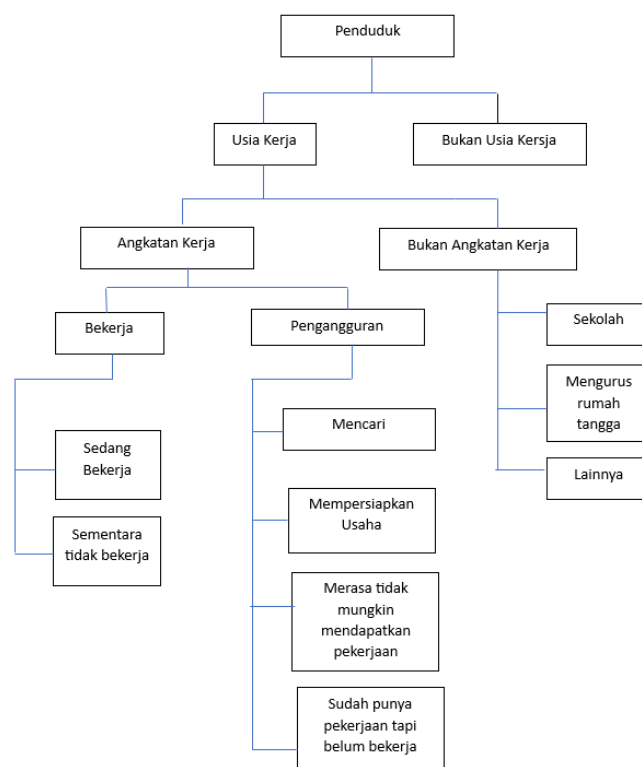 Penduduk
Usia Kerja
Bukan Usia Kersja
Angkatan Kerja
Bukan Angkatan Kerja
Bekerja
Pengangguran
Sekolah
Mengurus
rumah
tangga
Lainnya
Sedang
Bekerja
Sementara
tidak bekerja
Mencari
Mempersiapkan
Usaha
Merasa tidak
mungkin
mendapatkan
pekerjaan
Sudah punya
pekerjaan tapi
belum bekerja